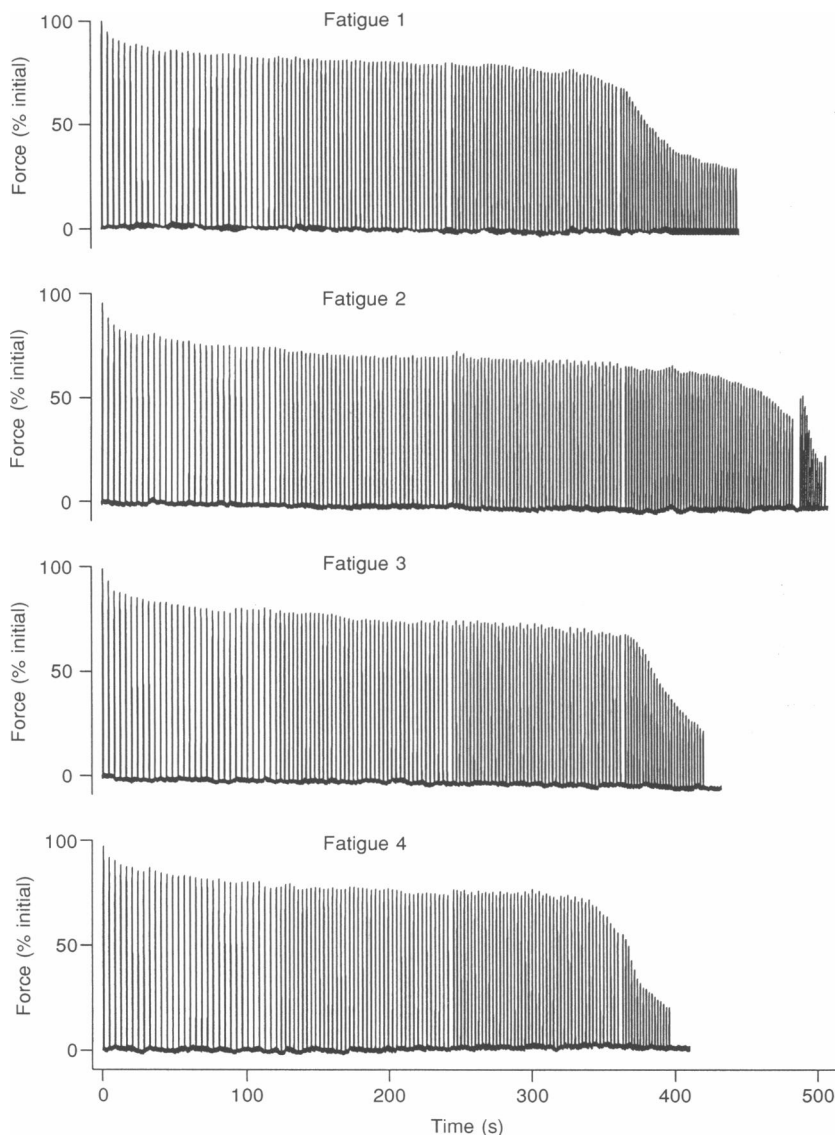 Fatigue 1
100
50
0
Force (% initial)
Fatigue 2
100
50
0
Force (% initial)
Fatigue 3
100
50
0
Force (% initial)
Fatigue 4
100
50
0
Force (% initial)
0 100 200 300 400 500
Time (s)